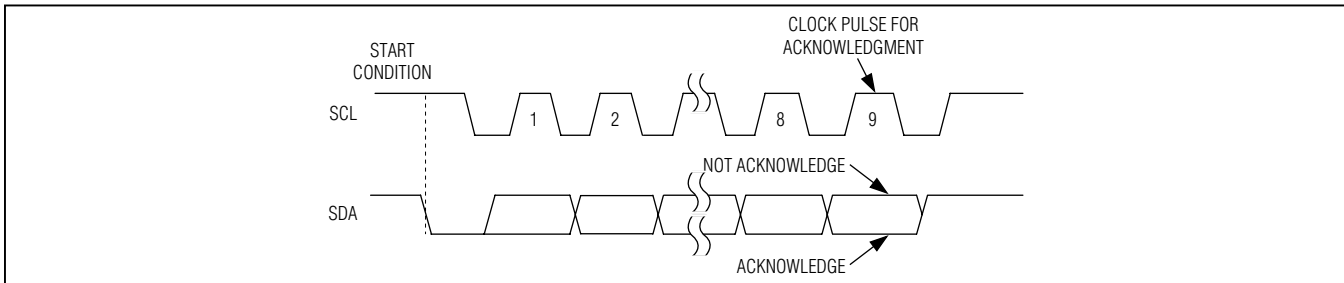 CLOCK PULSE FOR
ACKNOWLEDGMENT
START
CONDITION
SCL
1
2
8
9
NOT ACKNOWLEDGE
SDA
ACKNOWLEDGE